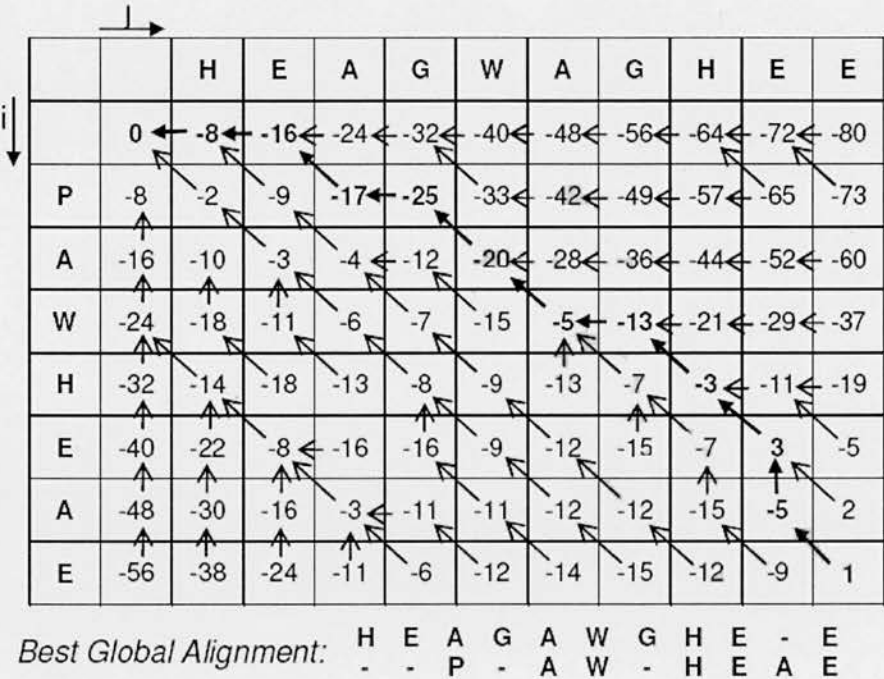 J
i
H E A G W A G H E E
0 -8 -16 -24 -32 -40 -48 -56 -64 -72 -80
P -8 -2 -9 -17 -25 -33 -42 -49 -57 -65 -73
A -16 -10 -3 -4 -12 -20 -28 -36 -44 -52 -60
W -24 -18 -11 -6 -7 -15 -5 -13 -21 -29 -37
H -32 -14 -18 -13 -8 -9 -13 -7 -3 -11 -19
E -40 -22 -8 -16 -16 -9 -12 -15 -7 3 -5
A -48 -30 -16 -3 -11 -11 -12 -12 -15 -5 2
E -56 -38 -24 -11 -6 -12 -14 -15 -12 -9 1
Best Global Alignment: H E A G A W G H E - E
- - P - A W - H E A E